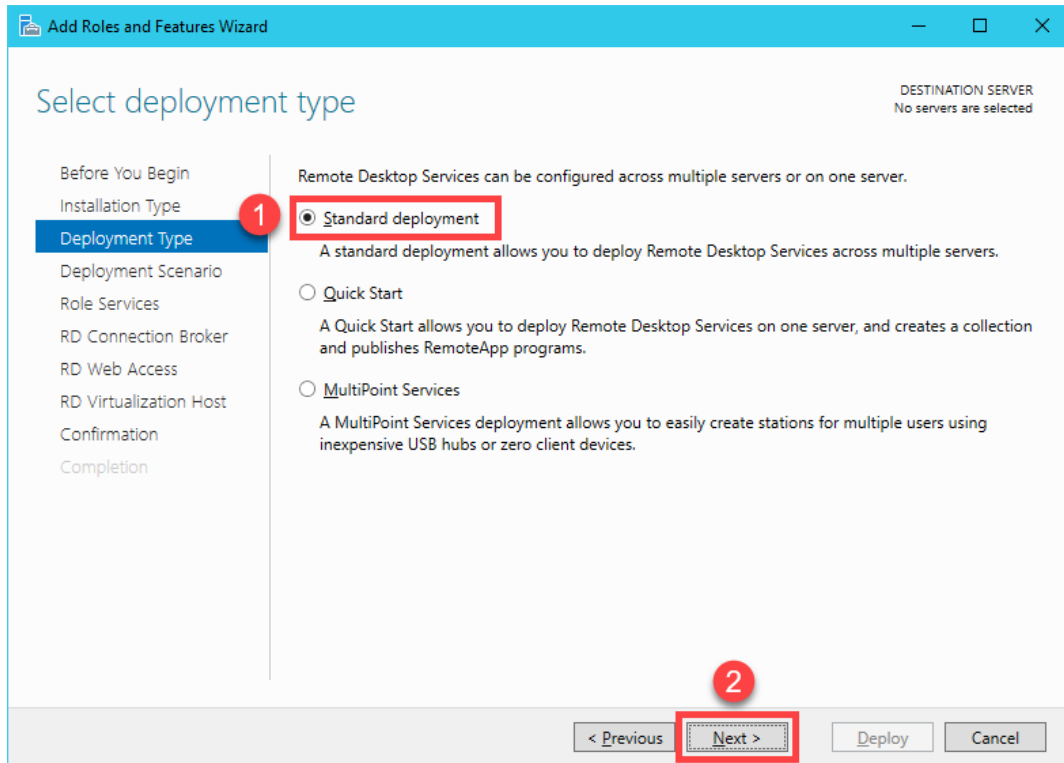 Add Roles and Features Wizard
Select deployment type
DESTINATION SERVER
No servers are selected
Before You Begin
Installation Type
Deployment Type
Deployment Scenario
Role Services
RD Connection Broker
RD Web Access
RD Virtualization Host
Confirmation
Completion
Remote Desktop Services can be configured across multiple servers or on one server.
1
Standard deployment
A standard deployment allows you to deploy Remote Desktop Services across multiple servers.
Quick Start
A Quick Start allows you to deploy Remote Desktop Services on one server, and creates a collection
and publishes RemoteApp programs.
MultiPoint Services
A MultiPoint Services deployment allows you to easily create stations for multiple users using
inexpensive USB hubs or zero client devices.
2
< Previous
Next >
Deploy
Cancel